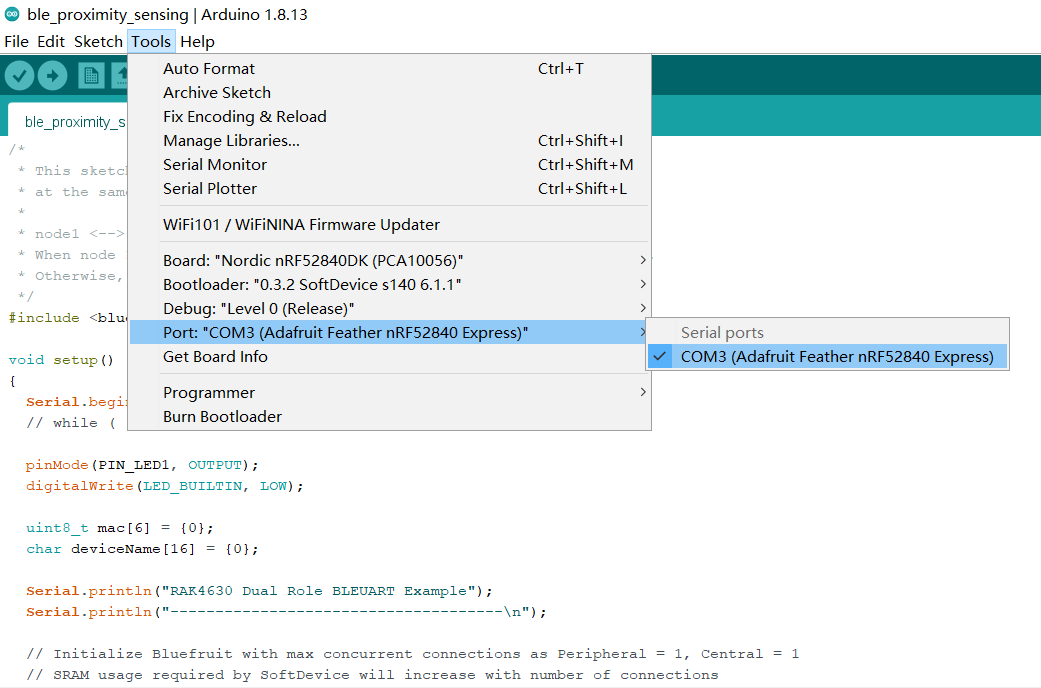 ble_proximity_sensing | Arduino 1.8.13
File Edit Sketch Tools Help
Auto Format Ctrl+T
Archive Sketch
Fix Encoding & Reload
Manage Libraries... Ctrl+Shift+I
Serial Monitor Ctrl+Shift+M
Serial Plotter Ctrl+Shift+L
WiFi101 / WiFiNINA Firmware Updater
Board: "Nordic nRF52840DK (PCA10056)"
Bootloader: "0.3.2 SoftDevice s140 6.1.1"
Debug: "Level 0 (Release)"
Port: "COM3 (Adafruit Feather nRF52840 Express)"
Get Board Info
Programmer
Burn Bootloader
Serial ports
COM3 (Adafruit Feather nRF52840 Express)
ble_proximity_s
/*
* This sketc
* at the same
*
* node1 <-->
* When node
* Otherwise,
*/
#include <blu
void setup()
{
Serial.begin
// while (
pinMode(PIN_LED1, OUTPUT);
digitalWrite(LED_BUILTIN, LOW);
uint8_t mac[6] = {0};
char deviceName[16] = {0};
Serial.println("RAK4630 Dual Role BLEUART Example");
Serial.println("-------------------------------------\n");
// Initialize Bluefruit with max concurrent connections as Peripheral = 1, Central = 1
// SRAM usage required by SoftDevice will increase with number of connections